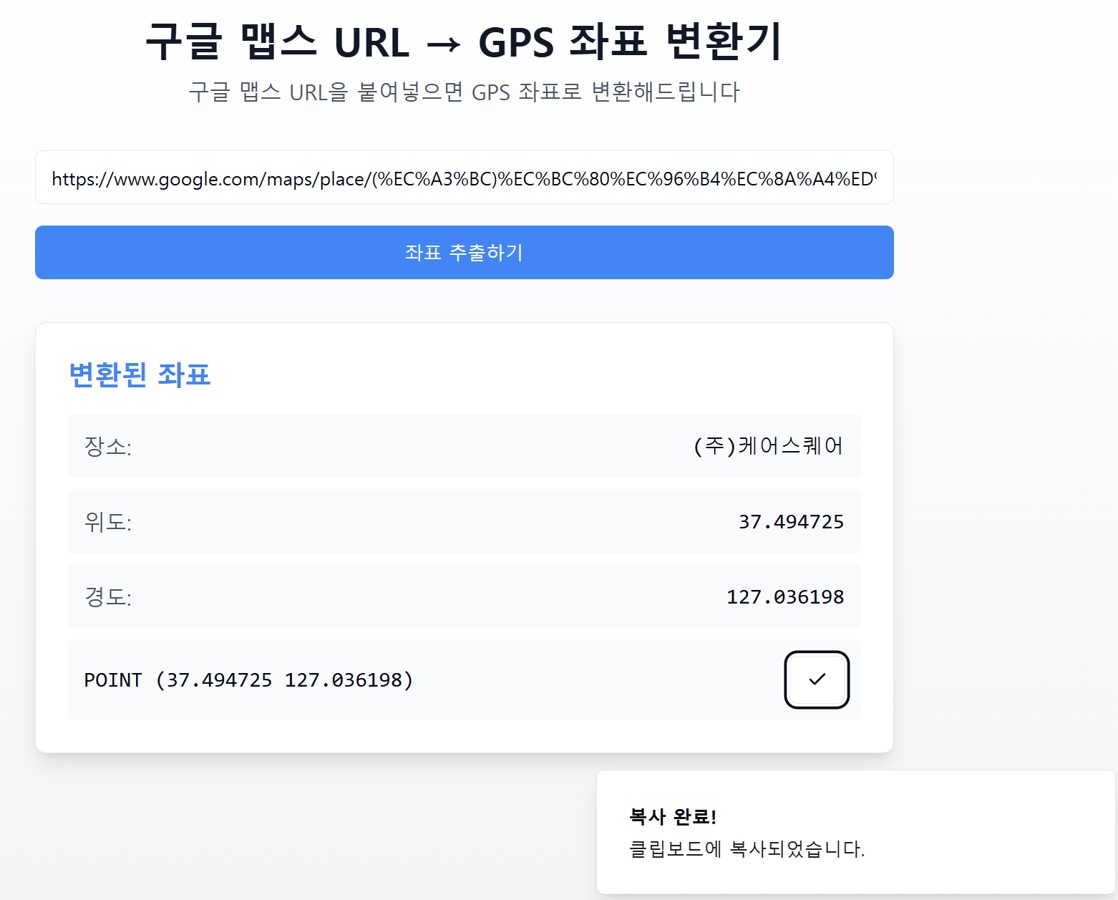 구글 맵스 URL → GPS 좌표 변환기
구글 맵스 URL을 붙여넣으면 GPS 좌표로 변환해드립니다
https://www.google.com/maps/place/(%EC%A3%BC)%EC%BC%80%EC%96%B4%EC%8A%A4%ED%
좌표 추출하기
변환된 좌표
장소: (주)케어스퀘어
위도: 37.494725
경도: 127.036198
POINT (37.494725 127.036198)
복사 완료!
클립보드에 복사되었습니다.